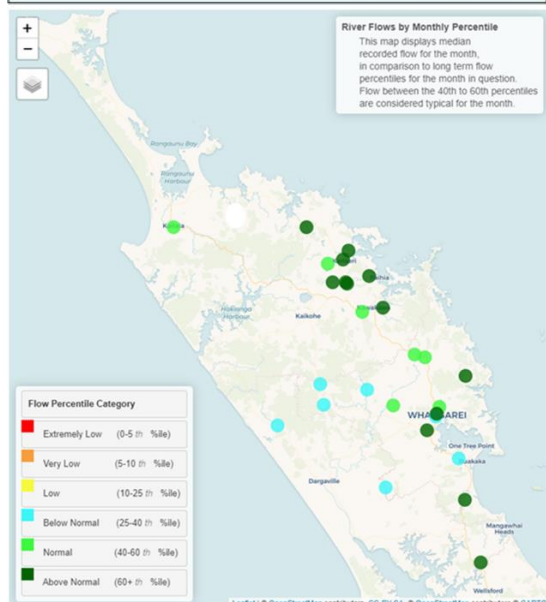 +
−
River Flows by Monthly Percentile
This map displays median
recorded flow for the month,
in comparison to long term flow
percentiles for the month in question.
Flow between the 40th to 60th percentiles
are considered typical for the month.
Rangaunu Bay
Rangaunu
Harbour
Hokianga
Harbour
Kaikohe
WHA GAREI
One Tree Point
Dargaville
Mangawhai
Heads
Wellsford
Flow Percentile Category
Extremely Low (0-5 th %ile)
Very Low (5-10 th %ile)
Low (10-25 th %ile)
Below Normal (25-40 th %ile)
Normal (40-60 th %ile)
Above Normal (60+ th %ile)